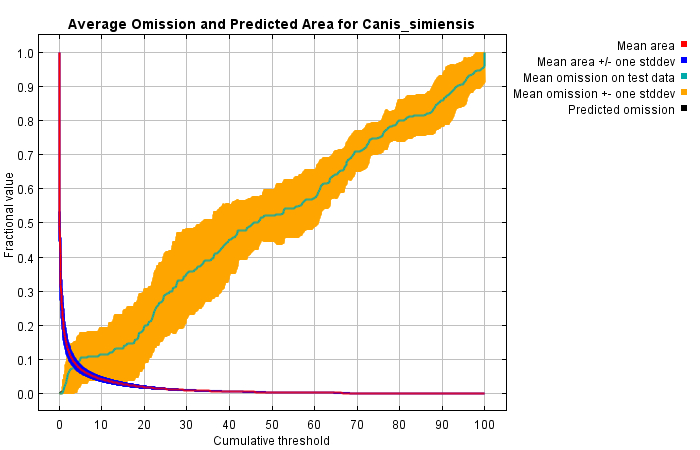 Average Omission and Predicted Area for Canis_simiensis
Mean area
Mean area +/- one stddev
Mean omission on test data
Mean omission +- one stddev
Predicted omission
Fractional value
1.0
0.9
0.8
0.7
0.6
0.5
0.4
0.3
0.2
0.1
0.0
0 10 20 30 40 50 60 70 80 90 100
Cumulative threshold